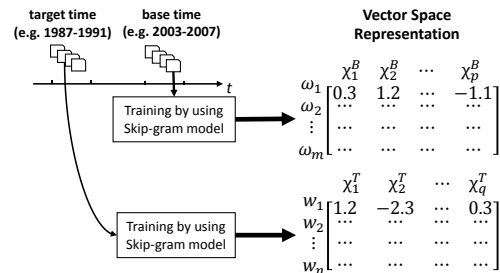 target time
(e.g. 1987-1991)
base time
(e.g. 2003-2007)
Vector Space
Representation
t
Training by using
Skip-gram model
χ₁ᴮ χ₂ᴮ ⋯ χₚᴮ
ω₁ 0.3 1.2 ⋯ −1.1
ω₂ ⋯ ⋯ ⋯ ⋯
⋮ ⋯ ⋯ ⋯ ⋯
ωₘ ⋯ ⋯ ⋯ ⋯
Training by using
Skip-gram model
χ₁ᵀ χ₂ᵀ ⋯ χ_qᵀ
w₁ 1.2 −2.3 ⋯ 0.3
w₂ ⋯ ⋯ ⋯ ⋯
⋮ ⋯ ⋯ ⋯ ⋯
wₙ ⋯ ⋯ ⋯ ⋯